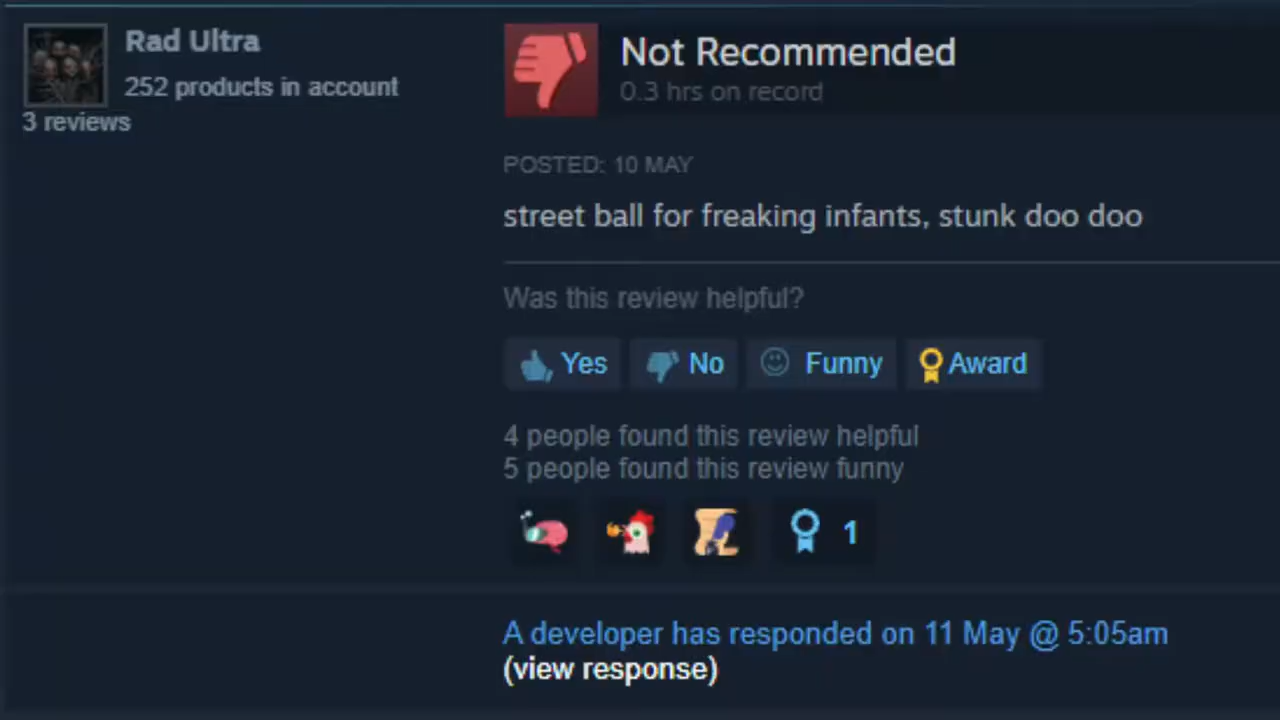 Rad Ultra
252 products in account
3 reviews
Not Recommended
0.3 hrs on record
POSTED: 10 MAY
street ball for freaking infants, stunk doo doo
Was this review helpful?
Yes
No
Funny
Award
4 people found this review helpful
5 people found this review funny
1
A developer has responded on 11 May @ 5:05am
(view response)